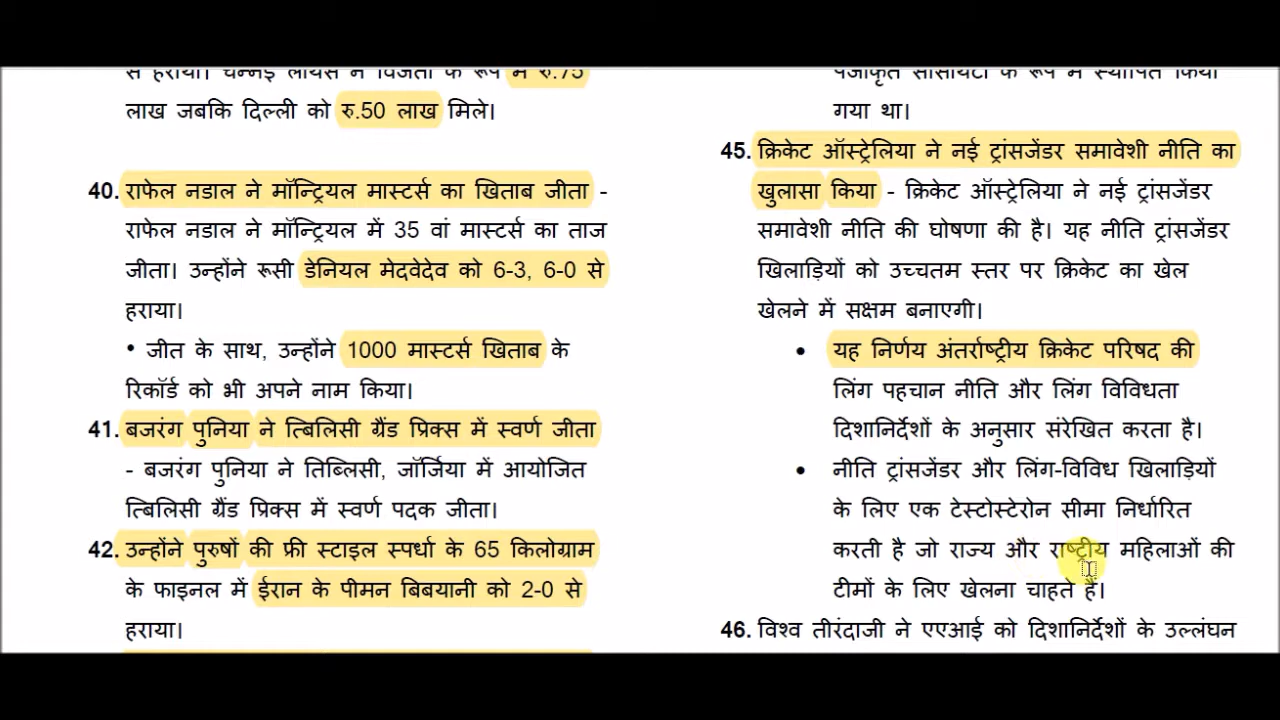 से हराया। चेन्नई लायंस ने विजेता के रूप में रु.75
लाख जबकि दिल्ली को रु.50 लाख मिले।
40. राफेल नडाल ने मॉन्ट्रियल मास्टर्स का खिताब जीता -
राफेल नडाल ने मॉन्ट्रियल में 35 वां मास्टर्स का ताज
जीता। उन्होंने रूसी डेनियल मेदवेदेव को 6-3, 6-0 से
हराया।
• जीत के साथ, उन्होंने 1000 मास्टर्स खिताब के
रिकॉर्ड को भी अपने नाम किया।
41. बजरंग पुनिया ने त्बिलिसी ग्रैंड प्रिक्स में स्वर्ण जीता
- बजरंग पुनिया ने तिब्लिसी, जॉर्जिया में आयोजित
त्बिलिसी ग्रैंड प्रिक्स में स्वर्ण पदक जीता।
42. उन्होंने पुरुषों की फ्री स्टाइल स्पर्धा के 65 किलोग्राम
के फाइनल में ईरान के पीमन बिबयानी को 2-0 से
हराया।
पंजीकृत सोसायटी के रूप में स्थापित किया
गया था।
45. क्रिकेट ऑस्ट्रेलिया ने नई ट्रांसजेंडर समावेशी नीति का
खुलासा किया - क्रिकेट ऑस्ट्रेलिया ने नई ट्रांसजेंडर
समावेशी नीति की घोषणा की है। यह नीति ट्रांसजेंडर
खिलाड़ियों को उच्चतम स्तर पर क्रिकेट का खेल
खेलने में सक्षम बनाएगी।
• यह निर्णय अंतर्राष्ट्रीय क्रिकेट परिषद की
लिंग पहचान नीति और लिंग विविधता
दिशानिर्देशों के अनुसार संरेखित करता है।
• नीति ट्रांसजेंडर और लिंग-विविध खिलाड़ियों
के लिए एक टेस्टोस्टेरोन सीमा निर्धारित
करती है जो राज्य और राष्ट्रीय महिलाओं की
टीमों के लिए खेलना चाहते हैं।
46. विश्व तीरंदाजी ने एएआई को दिशानिर्देशों के उल्लंघन